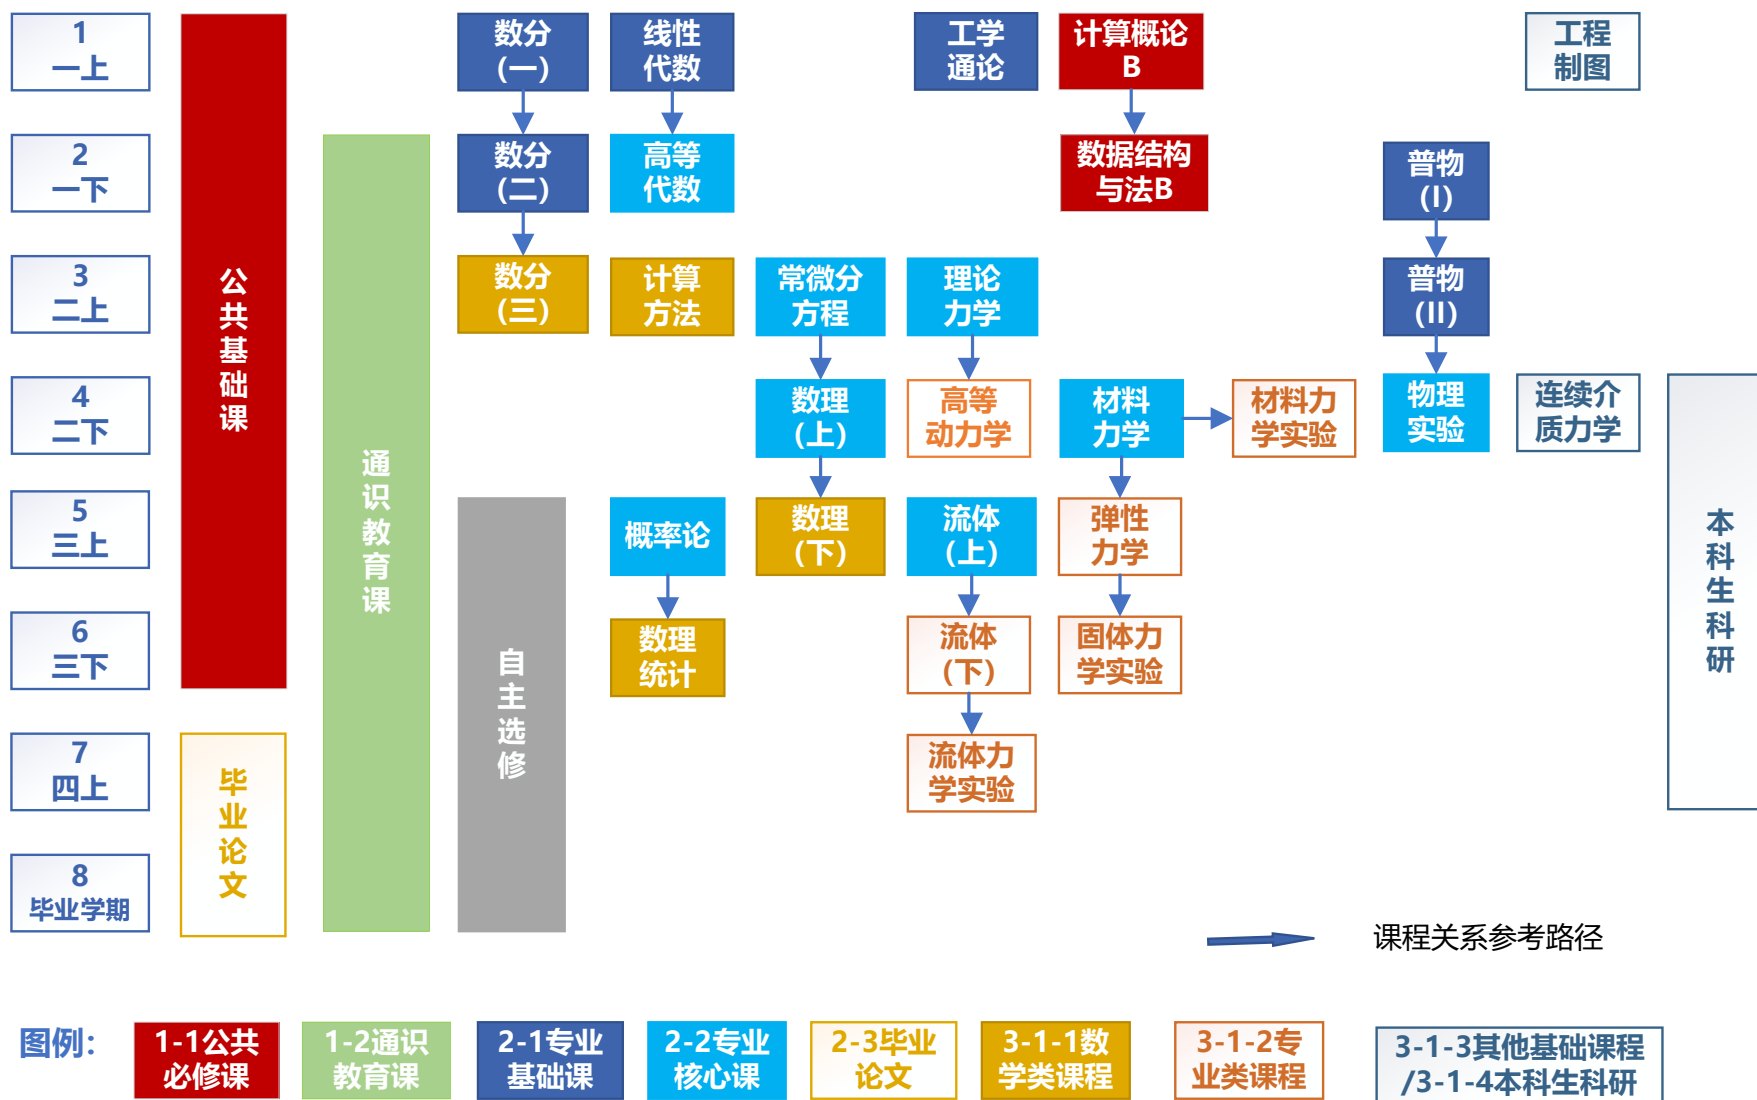 1
一上
数分
（一）
线性
代数
工学
通论
计算概论
B
工程
制图
2
一下
数分
（二）
高等
代数
数据结构
与法B
普物
（I）
3
二上
数分
（三）
计算
方法
常微分
方程
理论
力学
普物
（II）
公共基础课
4
二下
数理
（上）
高等
动力学
材料
力学
材料力
学实验
物理
实验
连续介
质力学
通识教育课
5
三上
概率论
数理
（下）
流体
（上）
弹性
力学
本科生科研
6
三下
数理
统计
流体
（下）
固体力
学实验
自主选修
7
四上
流体力
学实验
毕业论文
8
毕业学期
课程关系参考路径
图例：
1-1公共
必修课
1-2通识
教育课
2-1专业
基础课
2-2专业
核心课
2-3毕业
论文
3-1-1数
学类课程
3-1-2专
业类课程
3-1-3其他基础课程
/3-1-4本科生科研